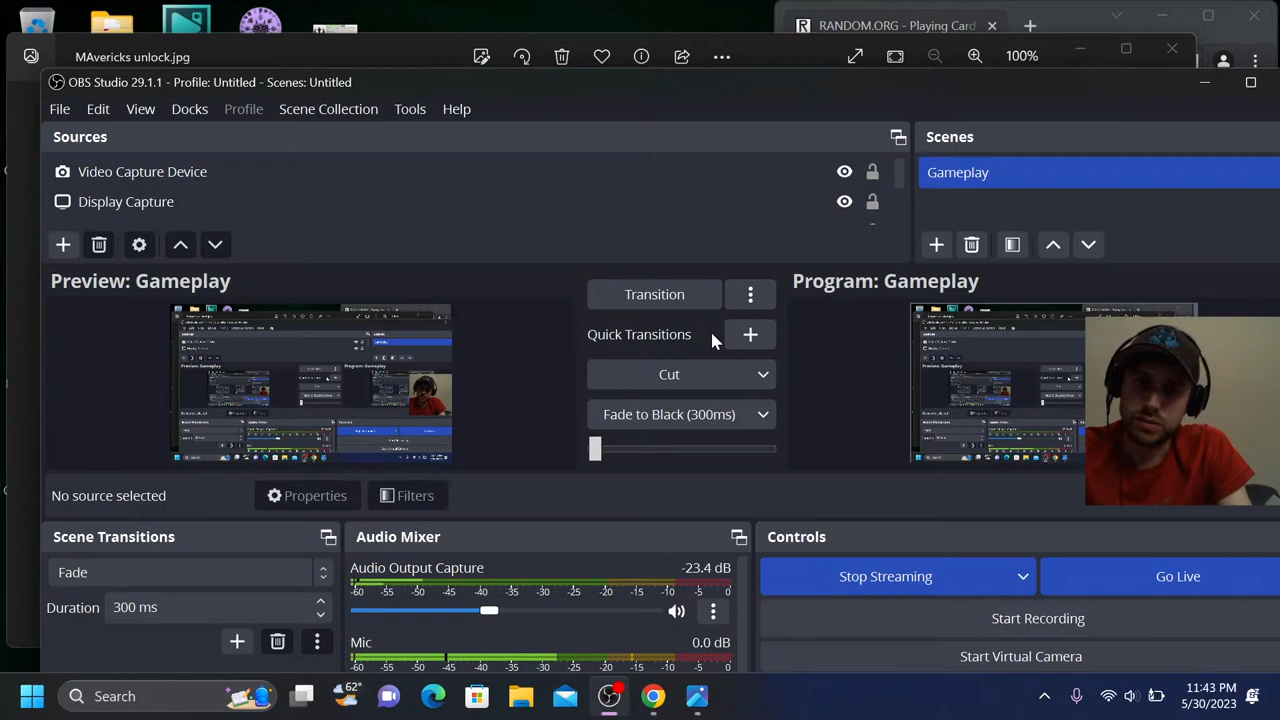 RANDOM.ORG - Playing Card
MAvericks unlock.jpg
100%
OBS Studio 29.1.1 - Profile: Untitled - Scenes: Untitled
File Edit View Docks Profile Scene Collection Tools Help
Sources
Scenes
Video Capture Device
Gameplay
Display Capture
Preview: Gameplay
Program: Gameplay
Transition
Quick Transitions
Cut
Fade to Black (300ms)
No source selected
Properties
Filters
Scene Transitions
Audio Mixer
Controls
Fade
Audio Output Capture
-23.4 dB
-60 -55 -50 -45 -40 -35 -30 -25 -20 -15 -10 -5 0
Stop Streaming
Go Live
Duration
300 ms
Start Recording
Mic
0.0 dB
-60 -55 -50 -45 -40 -35 -30 -25 -20 -15 -10 -5 0
Start Virtual Camera
Search
62°
11:43 PM
5/30/2023